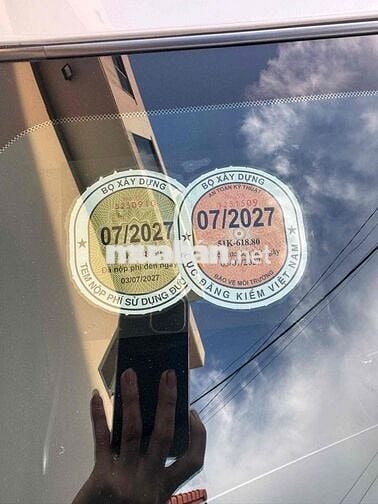 BỘ XÂY DỰNG
07/2027
Đã nộp phí đến ngày
03/07/2027
TEM NỘP PHÍ SỬ DỤNG
BỘ XÂY DỰNG
AN TOÀN KỸ THUẬT
07/2027
51K-618.80
BẢO VỆ MÔI TRƯỜNG
CỤC ĐĂNG KIỂM VIỆT NAM
muaban.net